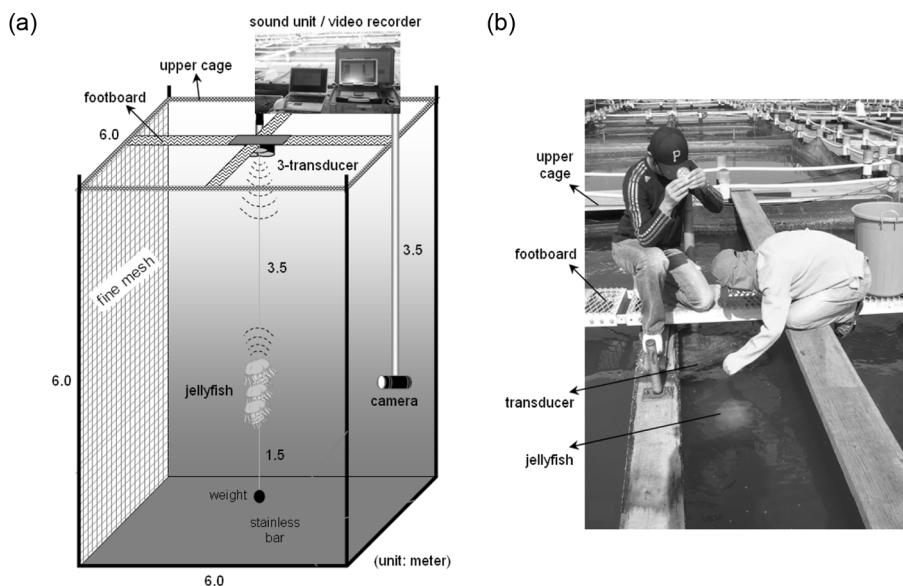 (a)
sound unit / video recorder
upper cage
footboard
6.0
3-transducer
3.5
3.5
fine mesh
6.0
jellyfish
camera
1.5
weight
stainless
bar
(unit: meter)
6.0
(b)
P
upper
cage
footboard
transducer
jellyfish